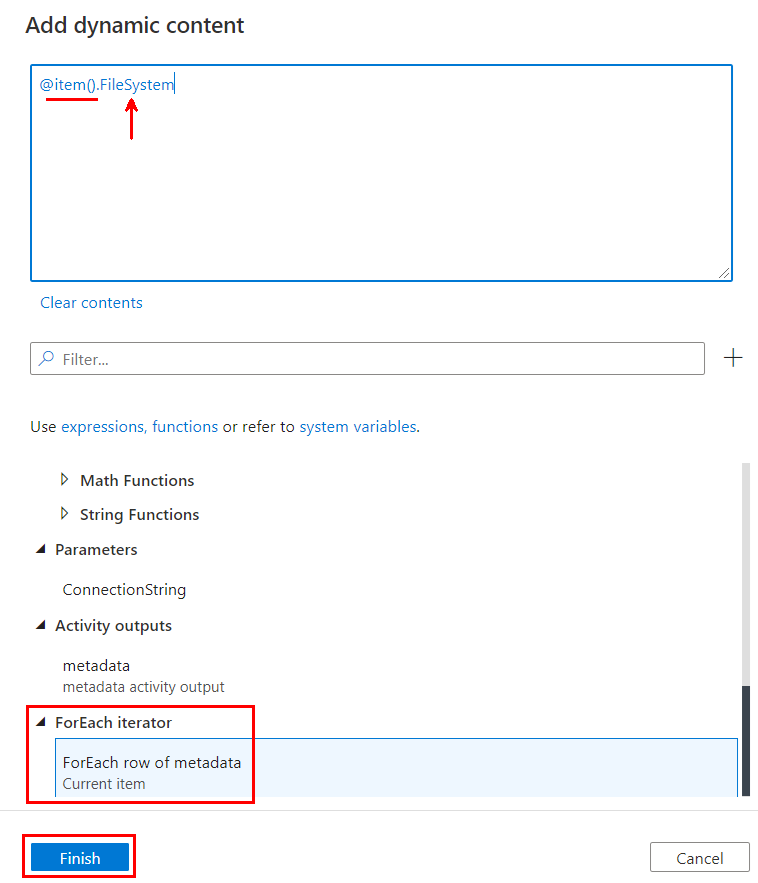 Add dynamic content
@item().FileSystem
Clear contents
Filter...
Use expressions, functions or refer to system variables.
Math Functions
String Functions
Parameters
ConnectionString
Activity outputs
metadata
metadata activity output
ForEach iterator
ForEach row of metadata
Current item
Finish
Cancel